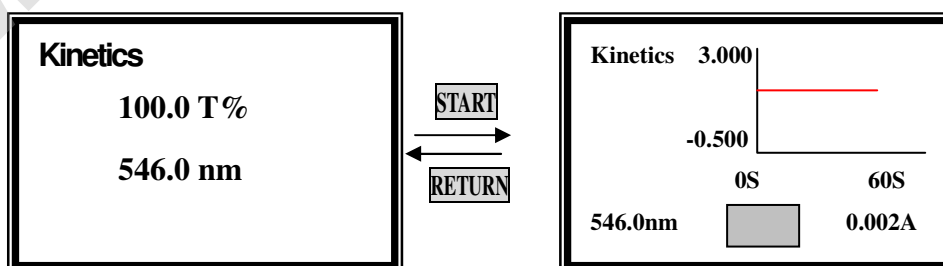 Kinetics
100.0 T%
546.0 nm
START
RETURN
Kinetics 3.000
-0.500
0S 60S
546.0nm 0.002A